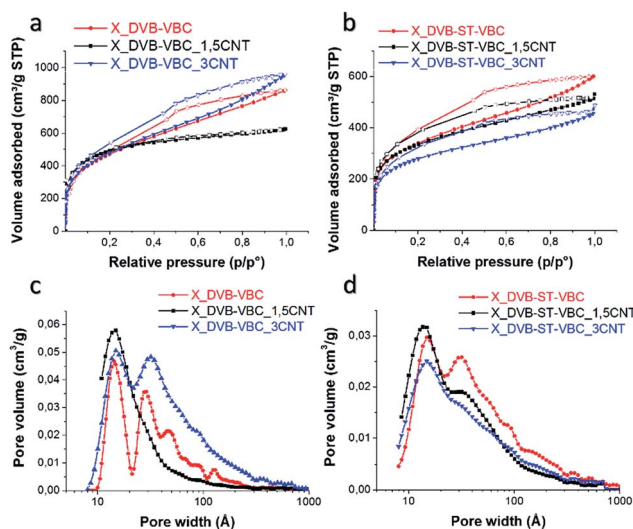 a
X_DVB-VBC
X_DVB-VBC_1,5CNT
X_DVB-VBC_3CNT
Volume adsorbed (cm³/g STP)
1000
800
600
400
200
0
0,2 0,4 0,6 0,8 1,0
Relative pressure (p/p°)
b
X_DVB-ST-VBC
X_DVB-ST-VBC_1,5CNT
X_DVB-ST-VBC_3CNT
Volume adsorbed (cm³/g STP)
600
400
200
0
0,2 0,4 0,6 0,8 1,0
Relative pressure (p/p°)
c
X_DVB-VBC
X_DVB-VBC_1,5CNT
X_DVB-VBC_3CNT
Pore volume (cm³/g)
0,06
0,05
0,04
0,03
0,02
0,01
0,00
10 100 1000
Pore width (Å)
d
X_DVB-ST-VBC
X_DVB-ST-VBC_1,5CNT
X_DVB-ST-VBC_3CNT
Pore volume (cm³/g)
0,03
0,02
0,01
0,00
10 100 1000
Pore width (Å)